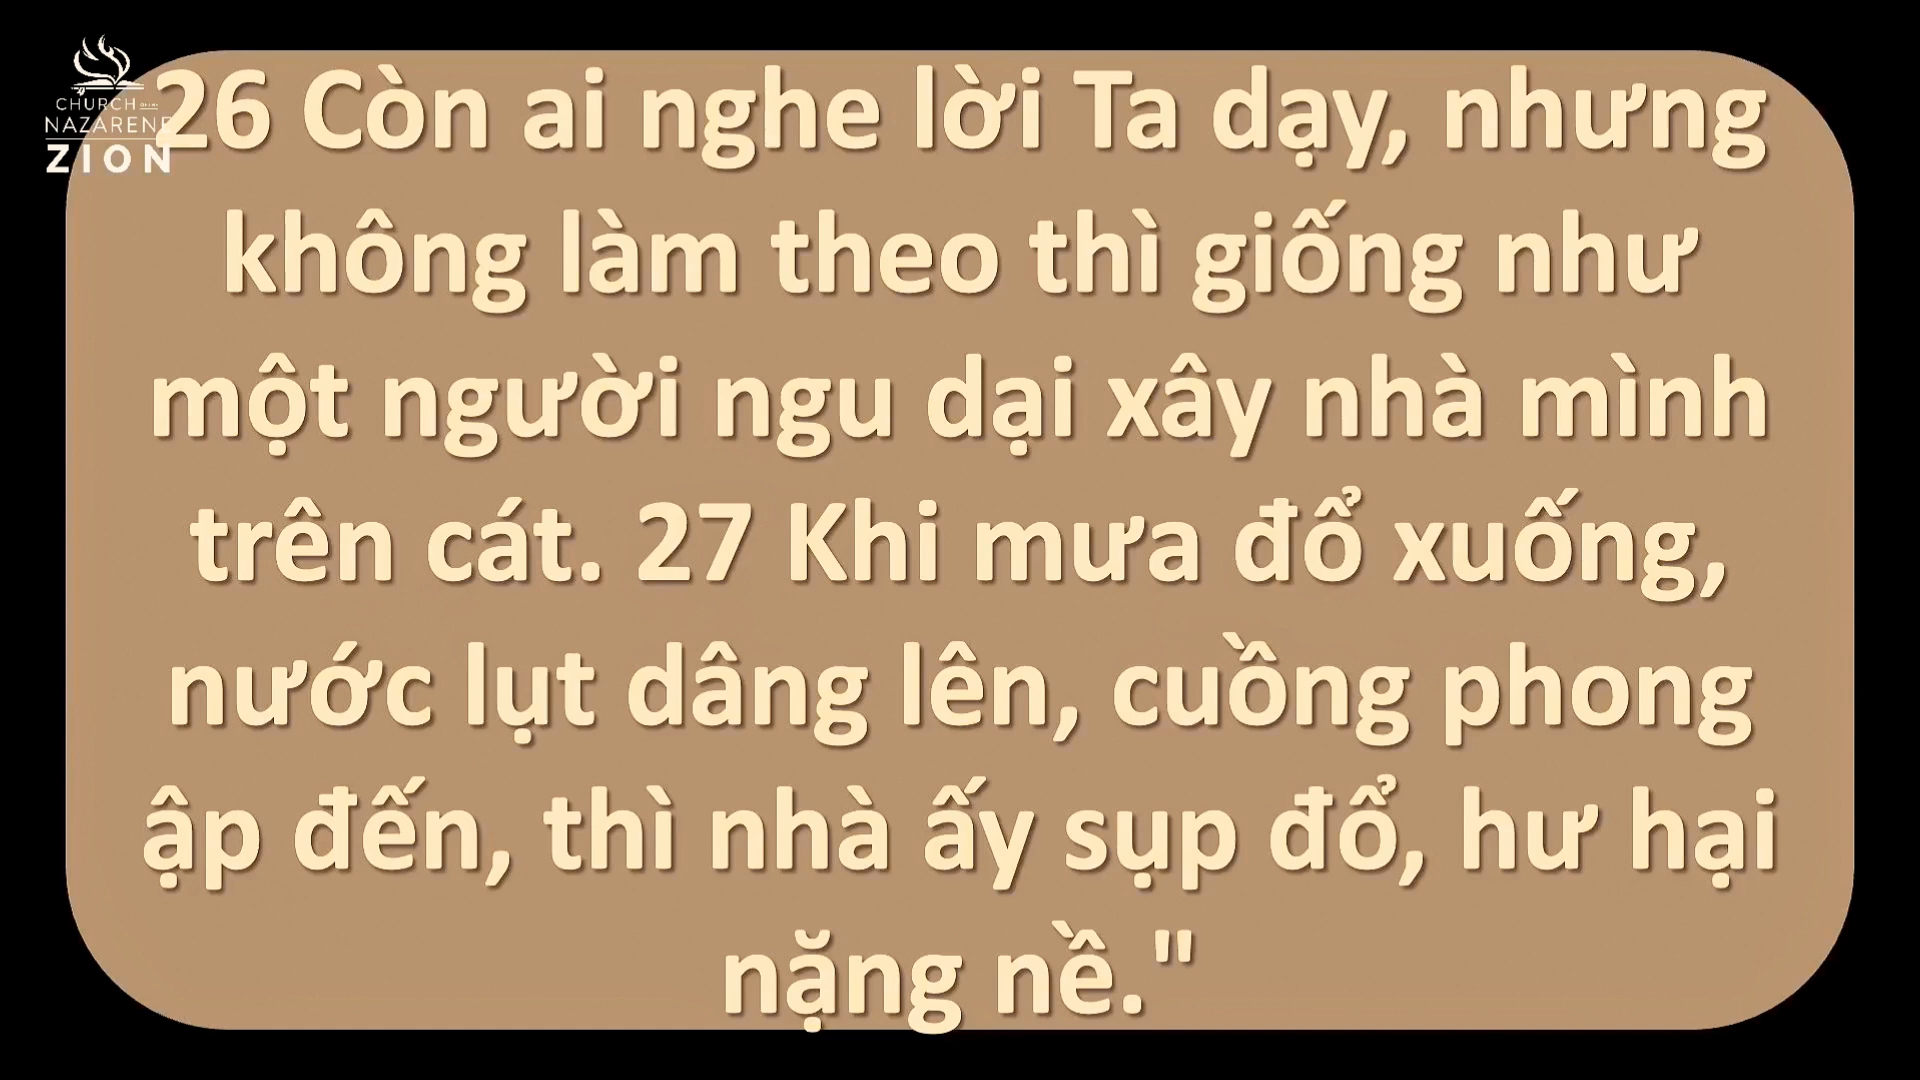 CHURCH OF THE
NAZARENE
ZION
26 Còn ai nghe lời Ta dạy, nhưng
không làm theo thì giống như
một người ngu dại xây nhà mình
trên cát. 27 Khi mưa đổ xuống,
nước lụt dâng lên, cuồng phong
ập đến, thì nhà ấy sụp đổ, hư hại
nặng nề."